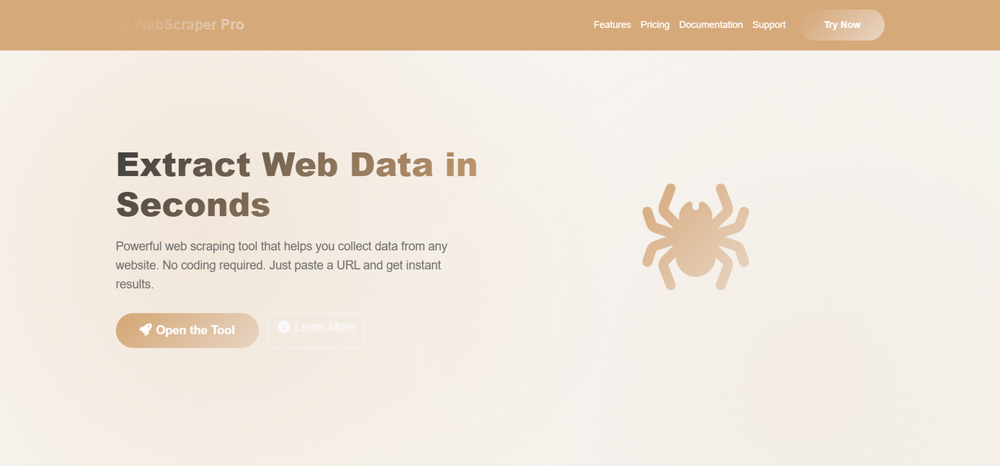 WebScraper Pro
Features Pricing Documentation Support Try Now
Extract Web Data in
Seconds
Powerful web scraping tool that helps you collect data from any
website. No coding required. Just paste a URL and get instant
results.
Open the Tool Learn More